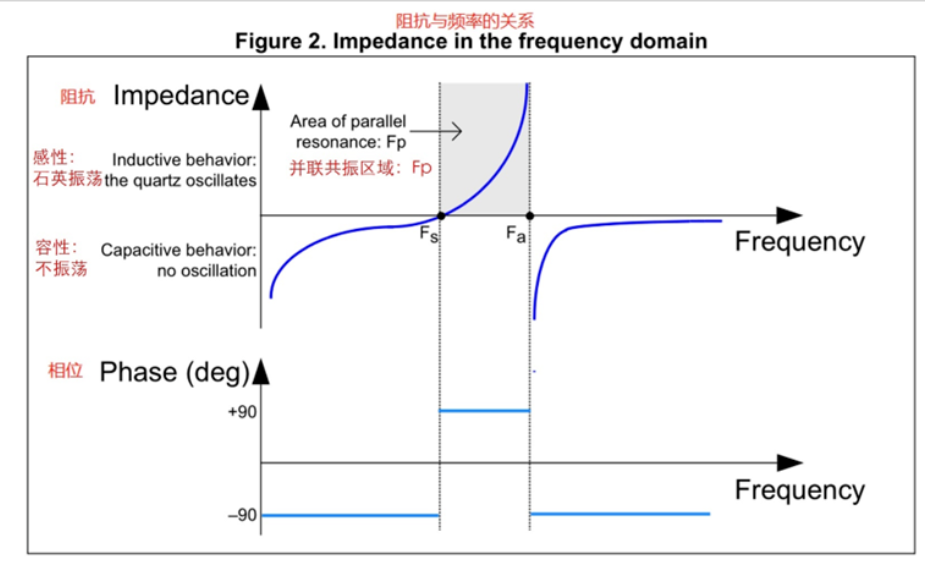 阻抗与频率的关系
Figure 2. Impedance in the frequency domain
阻抗 Impedance
Area of parallel
resonance: Fp
并联共振区域：Fp
感性：
石英振荡
Inductive behavior:
the quartz oscillates
Fs
Fa
Frequency
容性：
不振荡
Capacitive behavior:
no oscillation
相位 Phase (deg)
+90
Frequency
–90